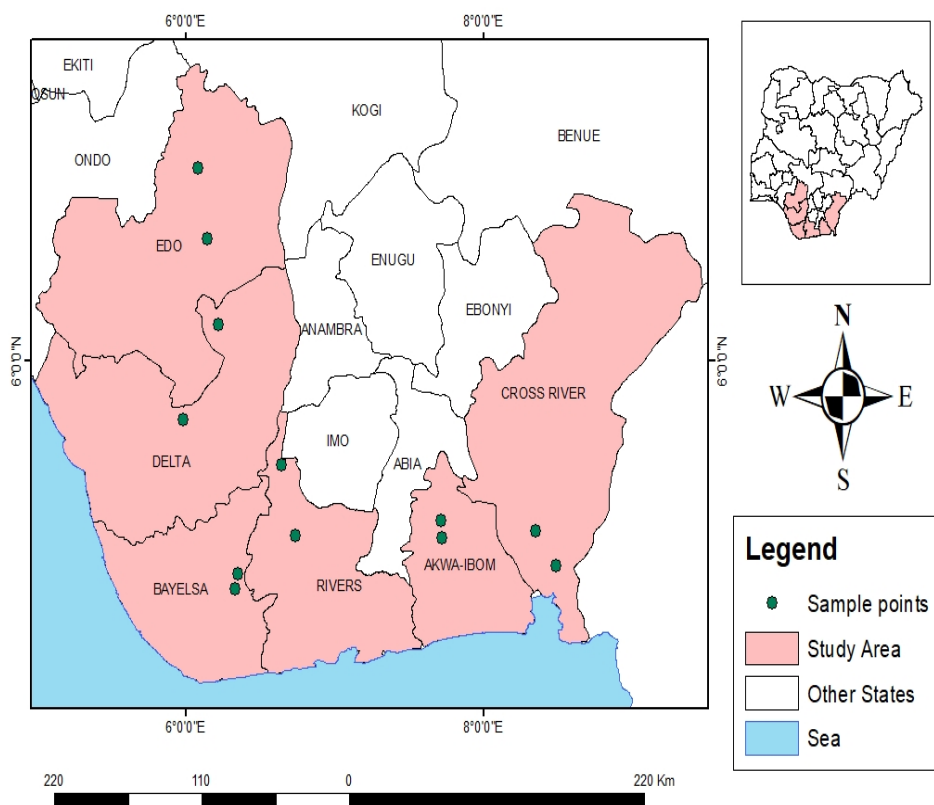 6°0'0"E 8°0'0"E
EKITI
OSUN
KOGI
BENUE
ONDO
EDO
ENUGU
EBONYI
ANAMBRA
6°0'0"N 6°0'0"N
CROSS RIVER
IMO
DELTA
ABIA
AKWA-IBOM
BAYELSA
RIVERS
6°0'0"E 8°0'0"E
220 110 0 220 Km
N
W E
S
Legend
Sample points
Study Area
Other States
Sea